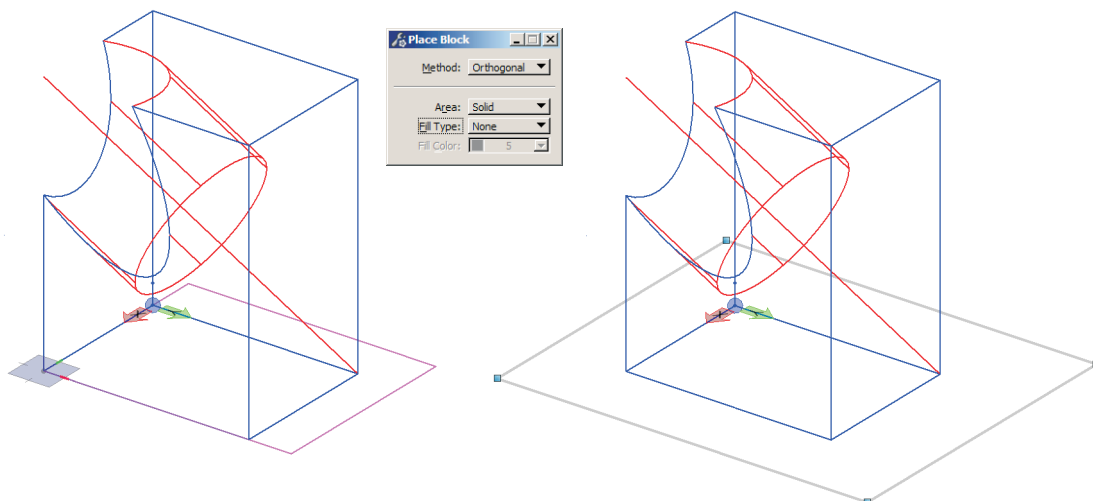 Place Block
Method: Orthogonal
Area: Solid
Fill Type: None
Fill Color: 5